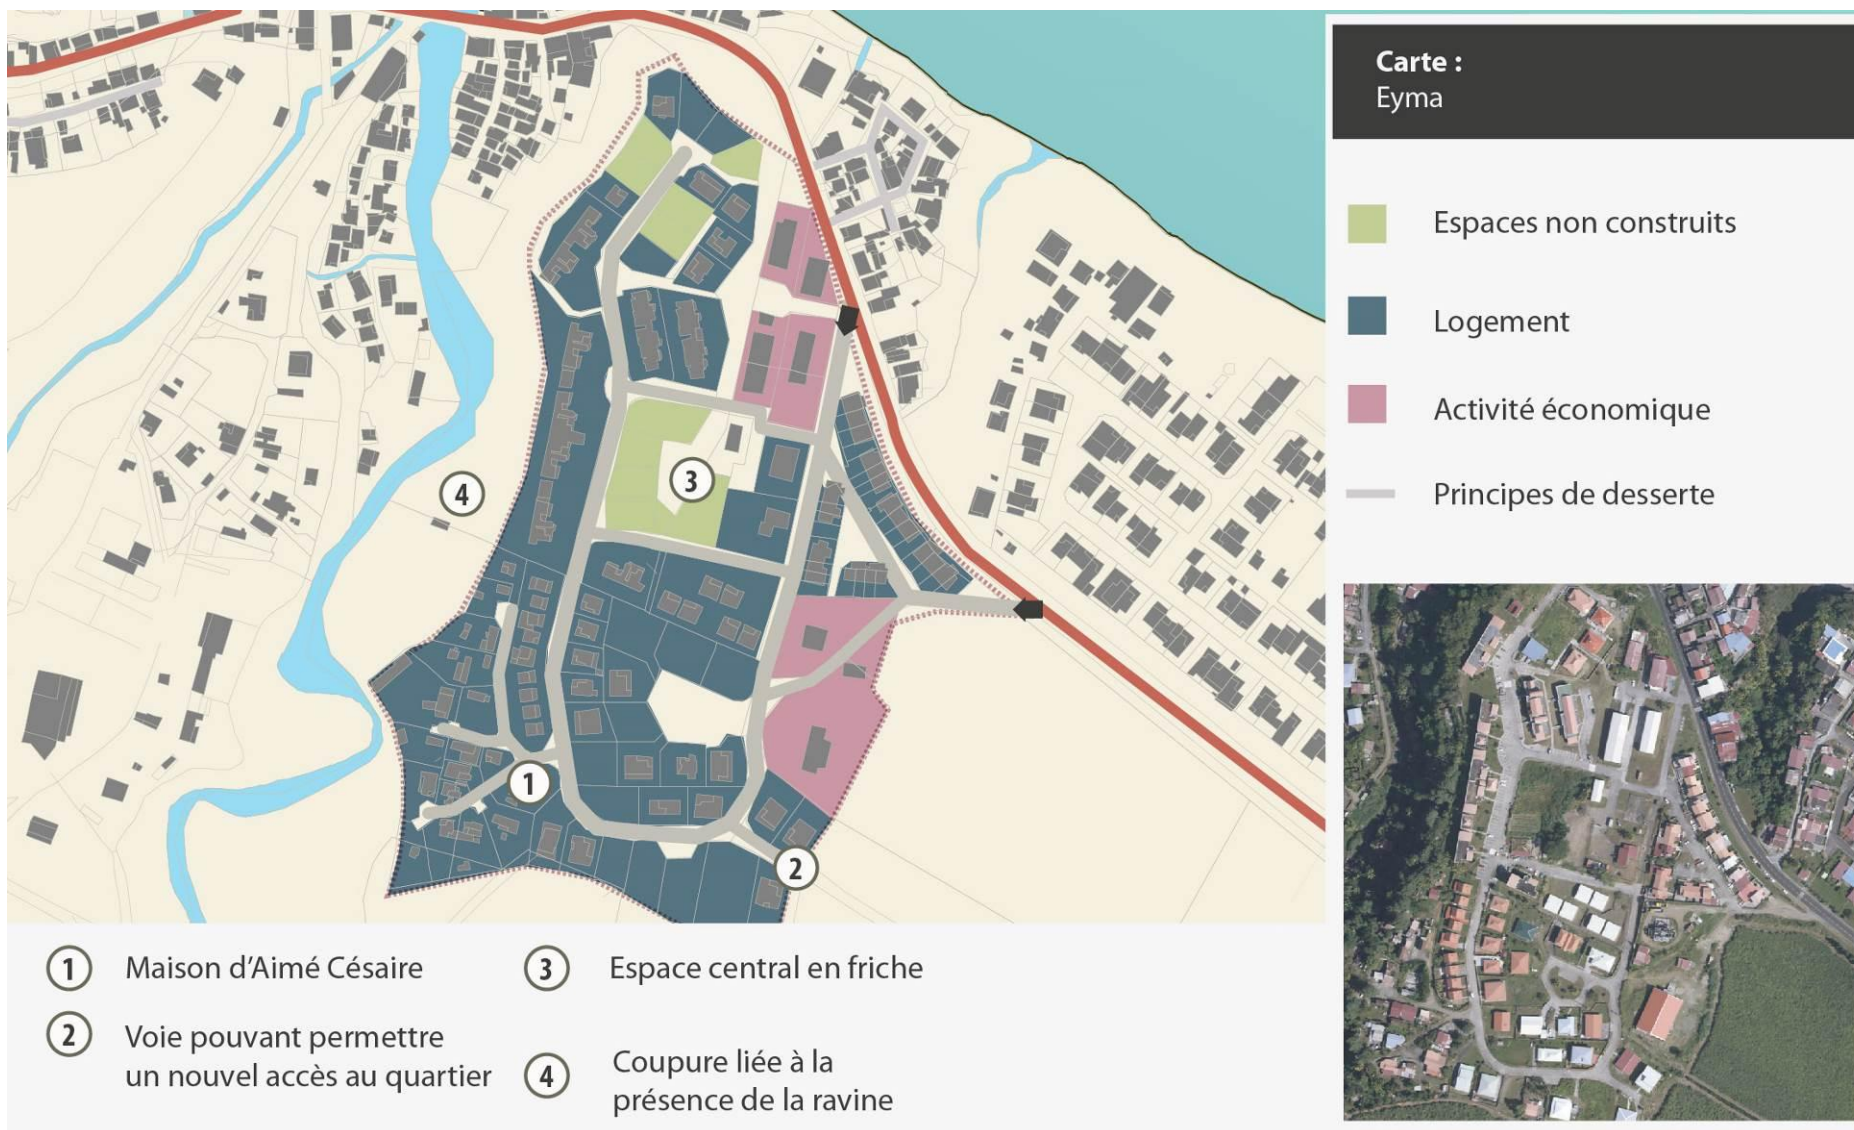 Carte :
Eyma
Espaces non construits
Logement
Activité économique
Principes de desserte
3
4
1
2
1 Maison d'Aimé Césaire
2 Voie pouvant permettre
un nouvel accès au quartier
3 Espace central en friche
4 Coupure liée à la
présence de la ravine